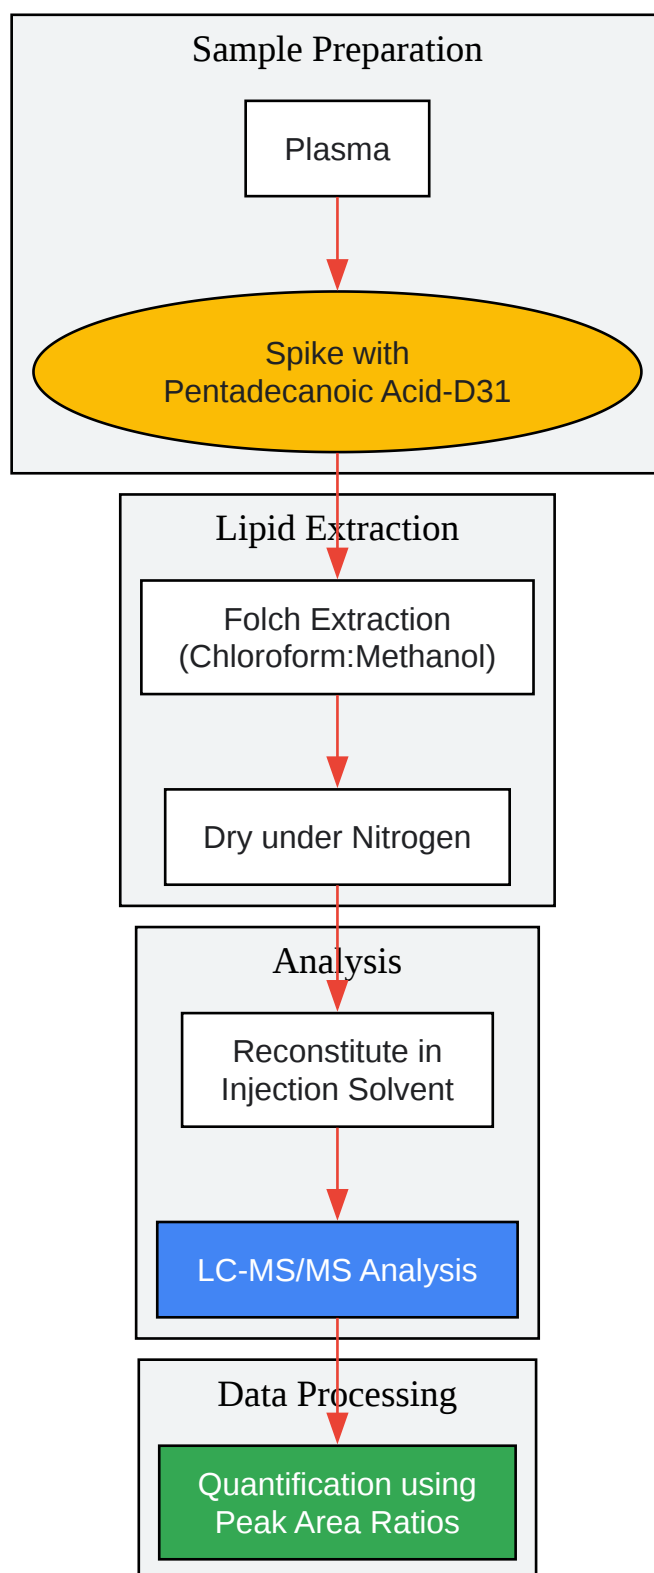 Sample Preparation
Plasma
Spike with
Pentadecanoic Acid-D31
Lipid Extraction
Folch Extraction
(Chloroform:Methanol)
Dry under Nitrogen
Analysis
Reconstitute in
Injection Solvent
LC-MS/MS Analysis
Data Processing
Quantification using
Peak Area Ratios